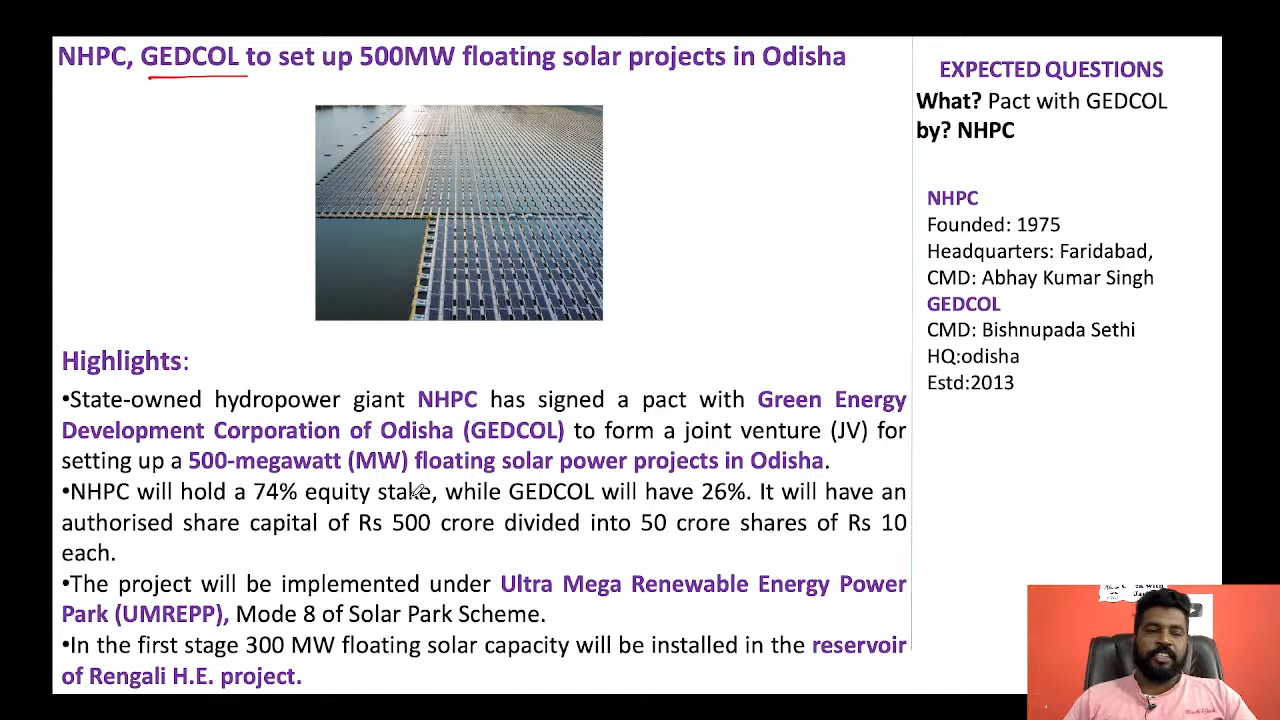 NHPC, GEDCOL to set up 500MW floating solar projects in Odisha
Highlights:
•State-owned hydropower giant NHPC has signed a pact with Green Energy
Development Corporation of Odisha (GEDCOL) to form a joint venture (JV) for
setting up a 500-megawatt (MW) floating solar power projects in Odisha.
•NHPC will hold a 74% equity stake, while GEDCOL will have 26%. It will have an
authorised share capital of Rs 500 crore divided into 50 crore shares of Rs 10
each.
•The project will be implemented under Ultra Mega Renewable Energy Power
Park (UMREPP), Mode 8 of Solar Park Scheme.
•In the first stage 300 MW floating solar capacity will be installed in the reservoir
of Rengali H.E. project.
EXPECTED QUESTIONS
What? Pact with GEDCOL
by? NHPC
NHPC
Founded: 1975
Headquarters: Faridabad,
CMD: Abhay Kumar Singh
GEDCOL
CMD: Bishnupada Sethi
HQ:odisha
Estd:2013